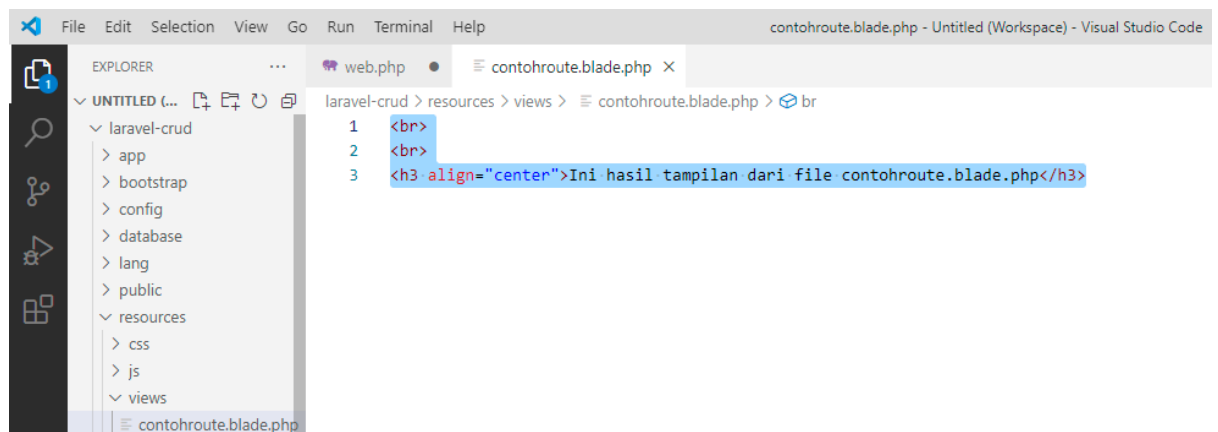 File Edit Selection View Go Run Terminal Help contohroute.blade.php - Untitled (Workspace) - Visual Studio Code
EXPLORER ... web.php ● contohroute.blade.php ×
1
UNTITLED (... laravel-crud > resources > views > contohroute.blade.php > br
laravel-crud 1 <br>
app 2 <br>
bootstrap 3 <h3 align="center">Ini hasil tampilan dari file contohroute.blade.php</h3>
config
database
lang
public
resources
css
js
views
contohroute.blade.php